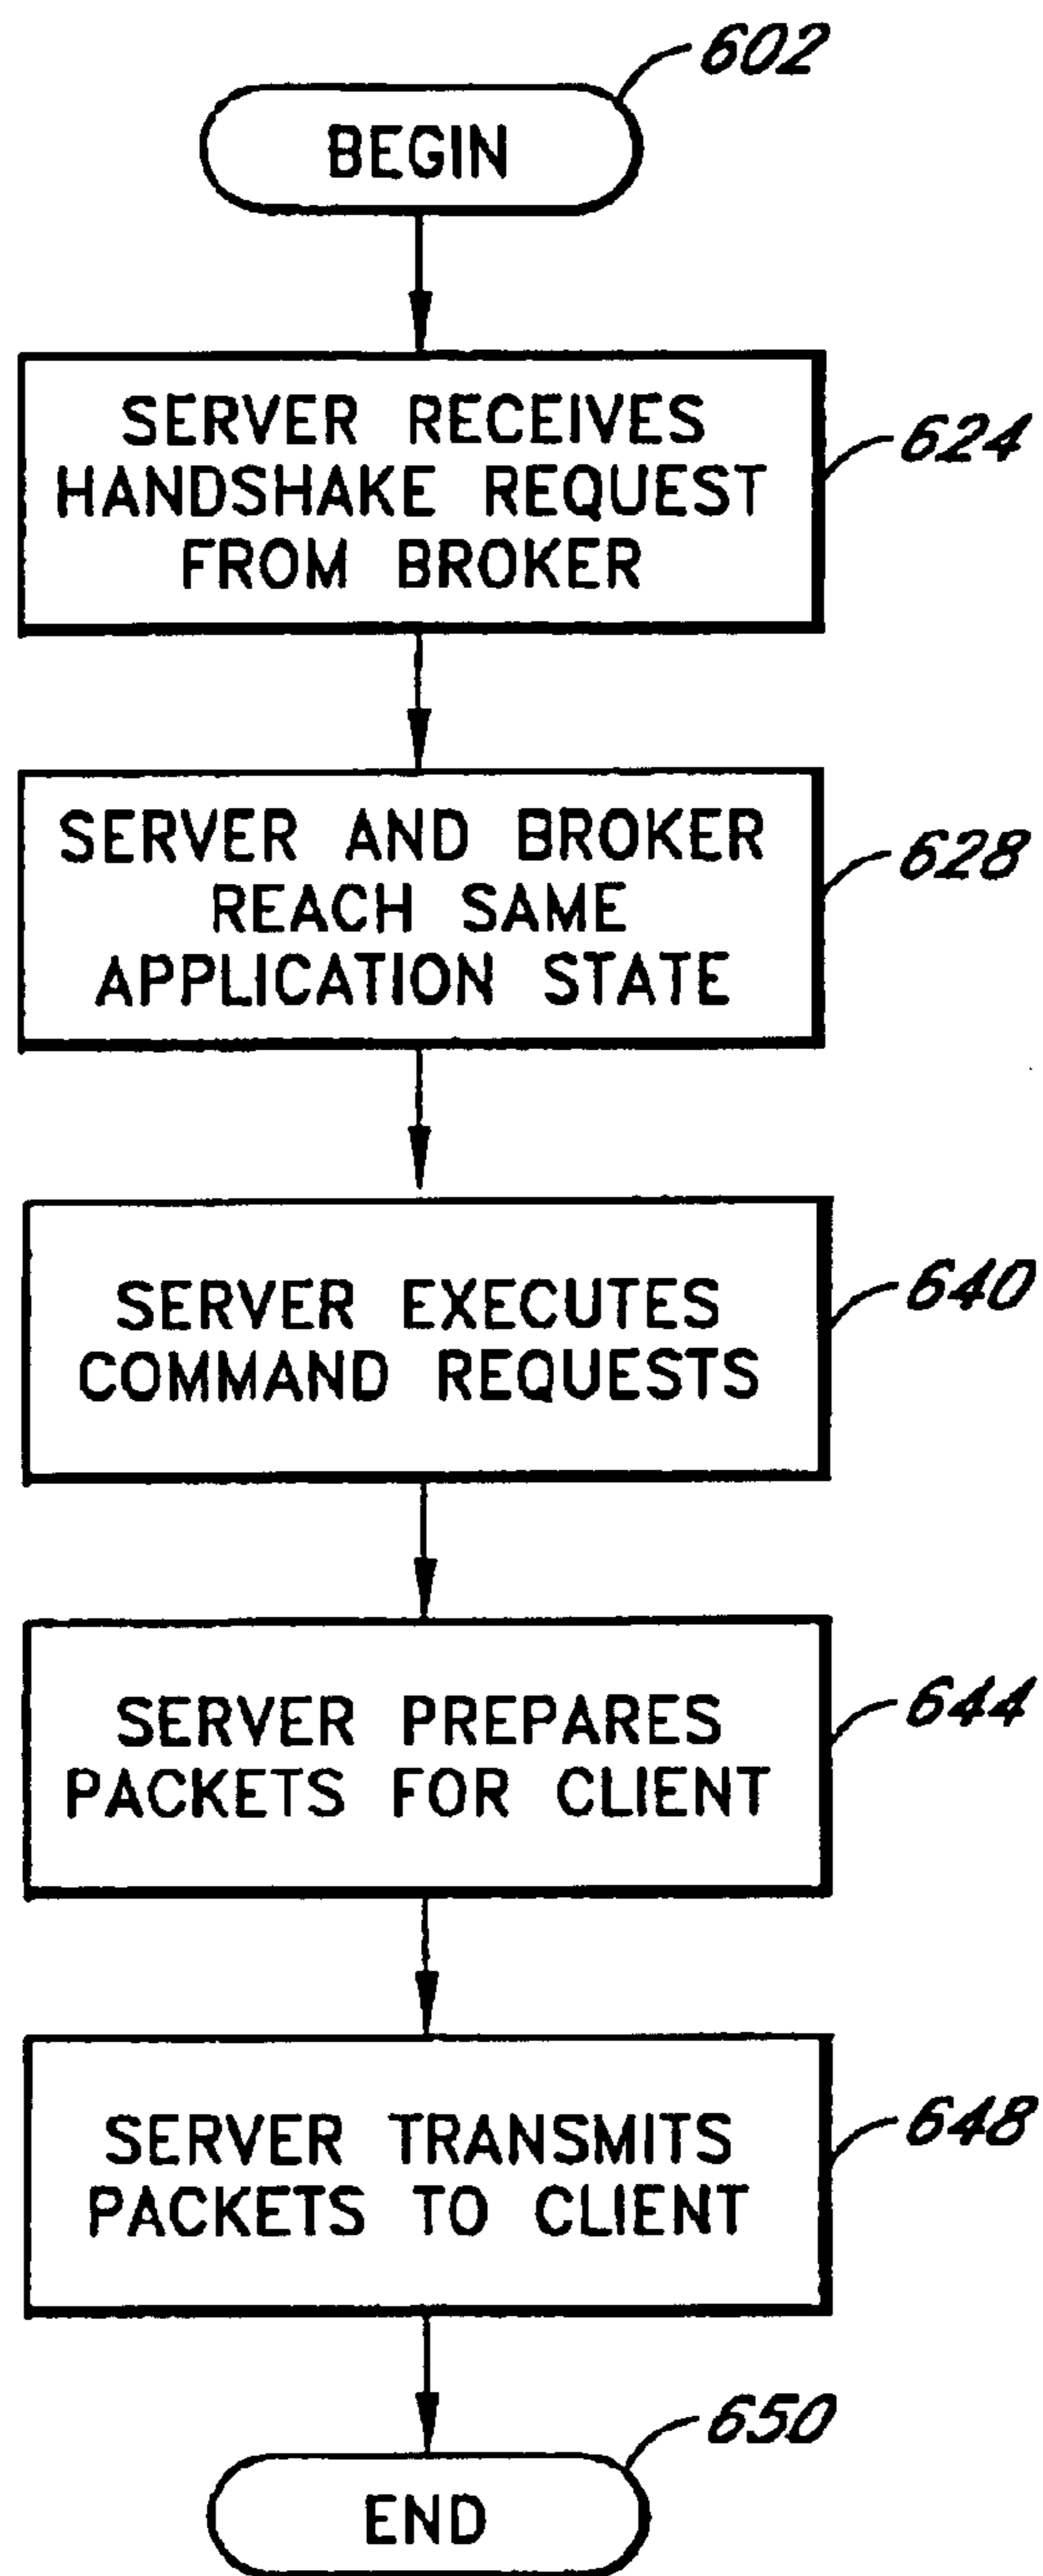 602
BEGIN
SERVER RECEIVES
HANDSHAKE REQUEST
FROM BROKER
624
SERVER AND BROKER
REACH SAME
APPLICATION STATE
628
SERVER EXECUTES
COMMAND REQUESTS
640
SERVER PREPARES
PACKETS FOR CLIENT
644
SERVER TRANSMITS
PACKETS TO CLIENT
648
650
END